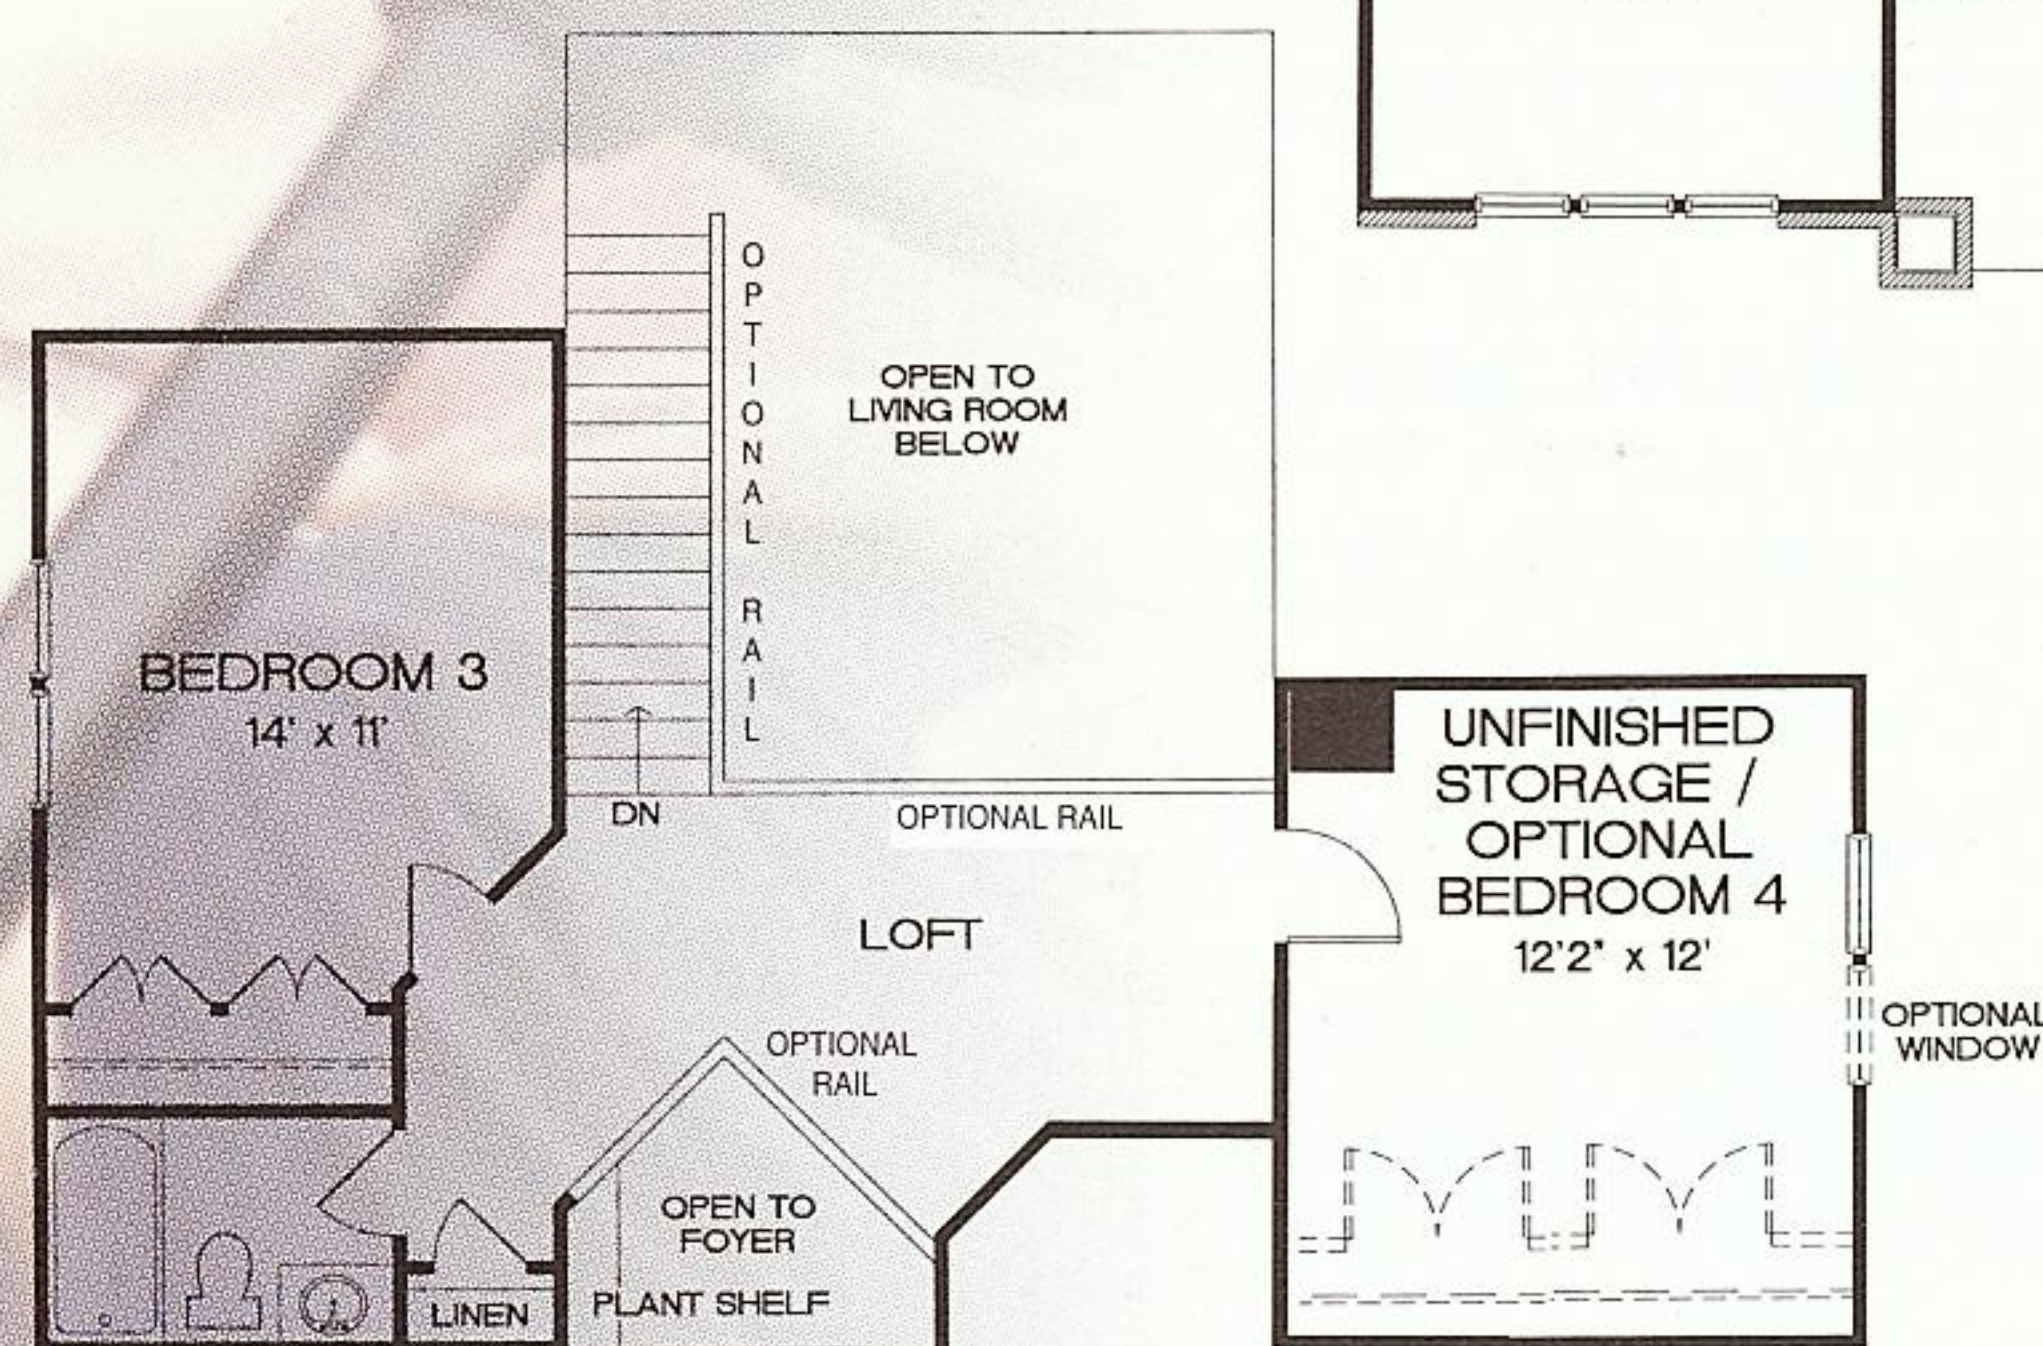 OPTIONAL RAIL
OPEN TO
LIVING ROOM
BELOW
BEDROOM 3
14' x 11'
DN
OPTIONAL RAIL
UNFINISHED
STORAGE /
OPTIONAL
BEDROOM 4
12'2" x 12'
LOFT
OPTIONAL
WINDOW
OPTIONAL
RAIL
OPEN TO
FOYER
PLANT SHELF
LINEN